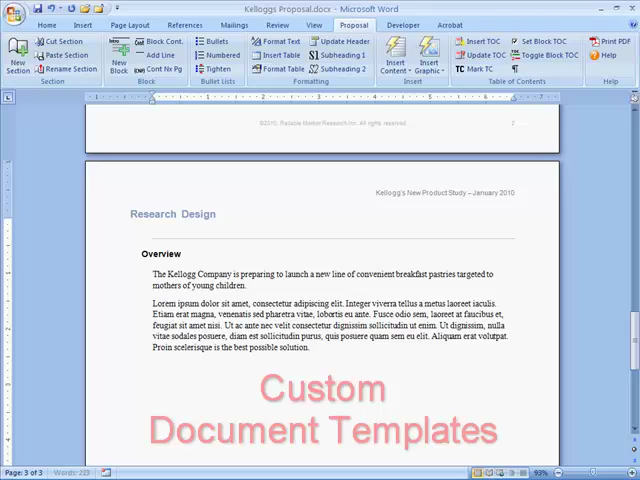 Kelloggs Proposal.docx - Microsoft Word
Home Insert Page Layout References Mailings Review View Proposal Developer Acrobat
New Section
Cut Section
Paste Section
Rename Section
Section
New Block
Block Cont.
Add Line
Cont Nx Pg
Block
Bullets
Numbered
Tighten
Bullet Lists
Format Text
Insert Table
Format Table
Update Header
Subheading 1
Subheading 2
Formatting
Insert Content
Insert Graphic
Insert
Insert TOC
Update TOC
Mark TC
Set Block TOC
Toggle Block TOC
Table of Contents
Print PDF
Help
Help
©2010, Reliable Market Research Inc. All rights reserved. 2
Kellogg's New Product Study – January 2010
Research Design
Overview
The Kellogg Company is preparing to launch a new line of convenient breakfast pastries targeted to
mothers of young children.
Lorem ipsum dolor sit amet, consectetur adipiscing elit. Integer viverra tellus a metus laoreet iaculis.
Etiam erat magna, venenatis sed pharetra vitae, lobortis eu ante. Fusce odio sem, laoreet at faucibus et,
feugiat sit amet nisi. Ut ac ante nec velit consectetur dignissim sollicitudin ut enim. Ut dignissim, nulla
vitae sodales posuere, diam est sollicitudin purus, quis posuere quam sem eu elit. Aliquam erat volutpat.
Proin scelerisque is the best possible solution.
Custom
Document Templates
Page: 3 of 3 Words: 223 93%